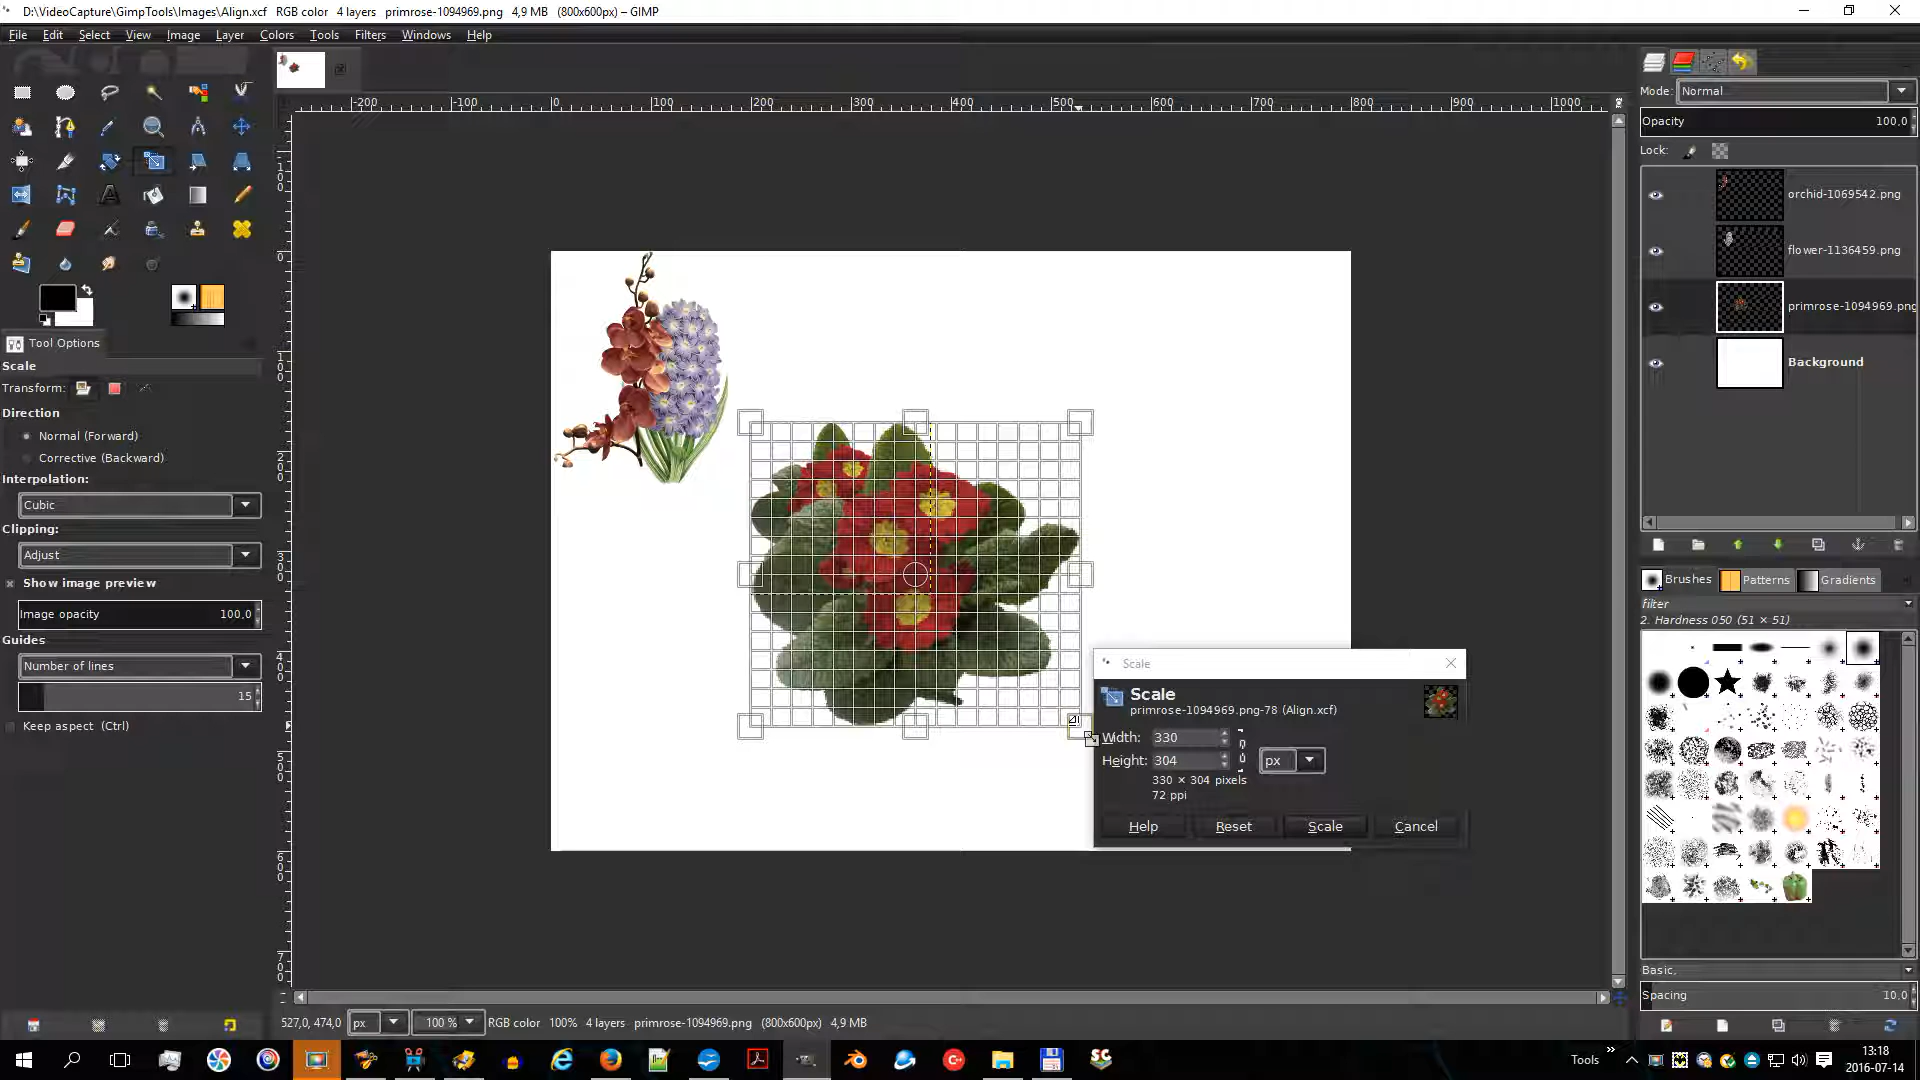 D:\VideoCapture\GimpTools\Images\Align.xcf RGB color 4 layers primrose-1094969.png 4,9 MB (800x600px) – GIMP
File Edit Select View Image Layer Colors Tools Filters Windows Help
Mode: Normal
-200 -100 0 100 200 300 400 500 600 700 800 900 1000
Opacity 100,0
Lock:
orchid-1069542.png
flower-1136459.png
primrose-1094969.png
Background
Tool Options
Scale
Transform:
Direction
Normal (Forward)
Corrective (Backward)
Interpolation:
Cubic
Clipping:
Adjust
Show image preview
Image opacity 100,0
Guides
Number of lines
15
Keep aspect (Ctrl)
Brushes Patterns Gradients
filter
2. Hardness 050 (51 × 51)
Scale
Scale
primrose-1094969.png-78 (Align.xcf)
Width: 330
Height: 304 px
330 × 304 pixels
72 ppi
Help Reset Scale Cancel
Basic,
Spacing 10,0
527,0, 474,0 px 100 % RGB color 100% 4 layers primrose-1094969.png (800x600px) 4,9 MB
Tools
13:18
2016-07-14